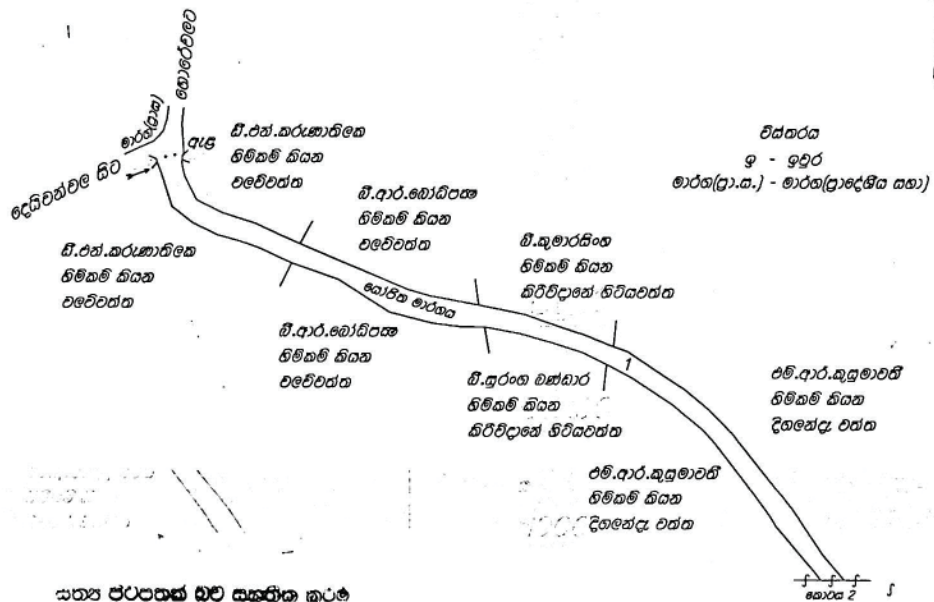 හොරේවලට
මාර්ග(ප්‍රාස)
ඇළ
දෙයියන්වල සිට
ඩී.එන්.කරුණාතිලක
හිමිකම් කියන
වලව්වත්ත
විස්තරය
ඉ - ඉවුර
මාර්ග(ප්‍රා.ස.) - මාර්ග(ප්‍රාදේශීය සභා)
බී.ආර්.බෝධිපක්ෂ
හිමිකම් කියන
වලව්වත්ත
බී.කුමාරසිංහ
හිමිකම් කියන
කිරිවිදානේ හිටියවත්ත
ඩී.එන්.කරුණාතිලක
හිමිකම් කියන
වලව්වත්ත
යෝජිත මාර්ගය
බී.ආර්.බෝධිපක්ෂ
හිමිකම් කියන
වලව්වත්ත
1
බී.සුරංග බණ්ඩාර
හිමිකම් කියන
කිරිවිදානේ හිටියවත්ත
එම්.ආර්.කුසුමාවතී
හිමිකම් කියන
දිගලන්දෑ වත්ත
එම්.ආර්.කුසුමාවතී
හිමිකම් කියන
දිගලන්දෑ වත්ත
කොටස 2
සත්‍ය පිටපතක් බව සහතික කරමි